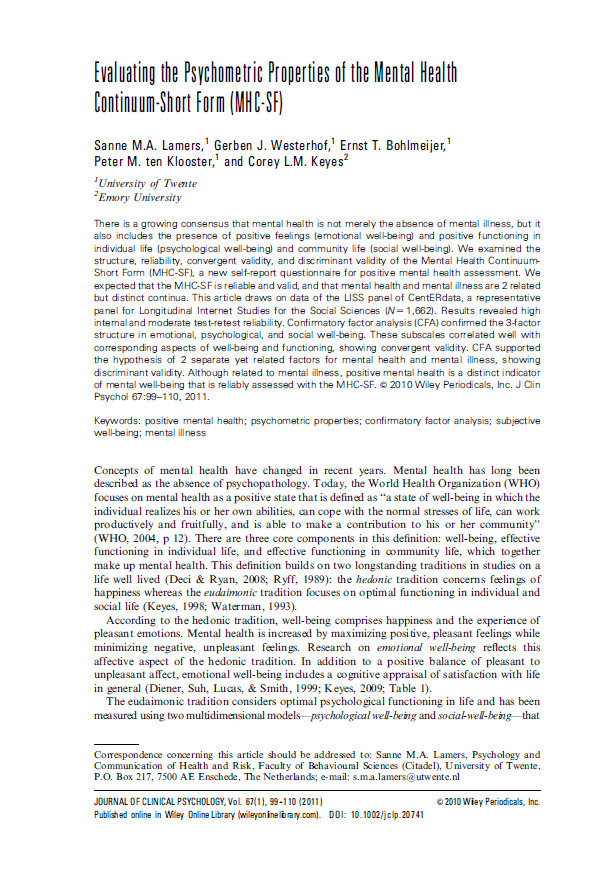 Evaluating the Psychometric Properties of the Mental Health
Continuum-Short Form (MHC-SF)
Sanne M.A. Lamers,1 Gerben J. Westerhof,1 Ernst T. Bohlmeijer,1
Peter M. ten Klooster,1 and Corey L.M. Keyes2
1University of Twente
2Emory University
There is a growing consensus that mental health is not merely the absence of mental illness, but it
also includes the presence of positive feelings (emotional well-being) and positive functioning in
individual life (psychological well-being) and community life (social well-being). We examined the
structure, reliability, convergent validity, and discriminant validity of the Mental Health Continuum-
Short Form (MHC-SF), a new self-report questionnaire for positive mental health assessment. We
expected that the MHC-SF is reliable and valid, and that mental health and mental illness are 2 related
but distinct continua. This article draws on data of the LISS panel of CentERdata, a representative
panel for Longitudinal Internet Studies for the Social Sciences (N = 1,662). Results revealed high
internal and moderate test-retest reliability. Confirmatory factor analysis (CFA) confirmed the 3-factor
structure in emotional, psychological, and social well-being. These subscales correlated well with
corresponding aspects of well-being and functioning, showing convergent validity. CFA supported
the hypothesis of 2 separate yet related factors for mental health and mental illness, showing
discriminant validity. Although related to mental illness, positive mental health is a distinct indicator
of mental well-being that is reliably assessed with the MHC-SF. © 2010 Wiley Periodicals, Inc. J Clin
Psychol 67:99–110, 2011.
Keywords: positive mental health; psychometric properties; confirmatory factor analysis; subjective
well-being; mental illness
Concepts of mental health have changed in recent years. Mental health has long been
described as the absence of psychopathology. Today, the World Health Organization (WHO)
focuses on mental health as a positive state that is defined as “a state of well-being in which the
individual realizes his or her own abilities, can cope with the normal stresses of life, can work
productively and fruitfully, and is able to make a contribution to his or her community”
(WHO, 2004, p 12). There are three core components in this definition: well-being, effective
functioning in individual life, and effective functioning in community life, which together
make up mental health. This definition builds on two longstanding traditions in studies on a
life well lived (Deci & Ryan, 2008; Ryff, 1989): the hedonic tradition concerns feelings of
happiness whereas the eudaimonic tradition focuses on optimal functioning in individual and
social life (Keyes, 1998; Waterman, 1993).
According to the hedonic tradition, well-being comprises happiness and the experience of
pleasant emotions. Mental health is increased by maximizing positive, pleasant feelings while
minimizing negative, unpleasant feelings. Research on emotional well-being reflects this
affective aspect of the hedonic tradition. In addition to a positive balance of pleasant to
unpleasant affect, emotional well-being includes a cognitive appraisal of satisfaction with life
in general (Diener, Suh, Lucas, & Smith, 1999; Keyes, 2009; Table 1).
The eudaimonic tradition considers optimal psychological functioning in life and has been
measured using two multidimensional models—psychological well-being and social-well-being—that
Correspondence concerning this article should be addressed to: Sanne M.A. Lamers, Psychology and
Communication of Health and Risk, Faculty of Behavioural Sciences (Citadel), University of Twente,
P.O. Box 217, 7500 AE Enschede, The Netherlands; e-mail: s.m.a.lamers@utwente.nl
JOURNAL OF CLINICAL PSYCHOLOGY, Vol. 67(1), 99–110 (2011) © 2010 Wiley Periodicals, Inc.
Published online in Wiley Online Library (wileyonlinelibrary.com). DOI: 10.1002/jclp.20741